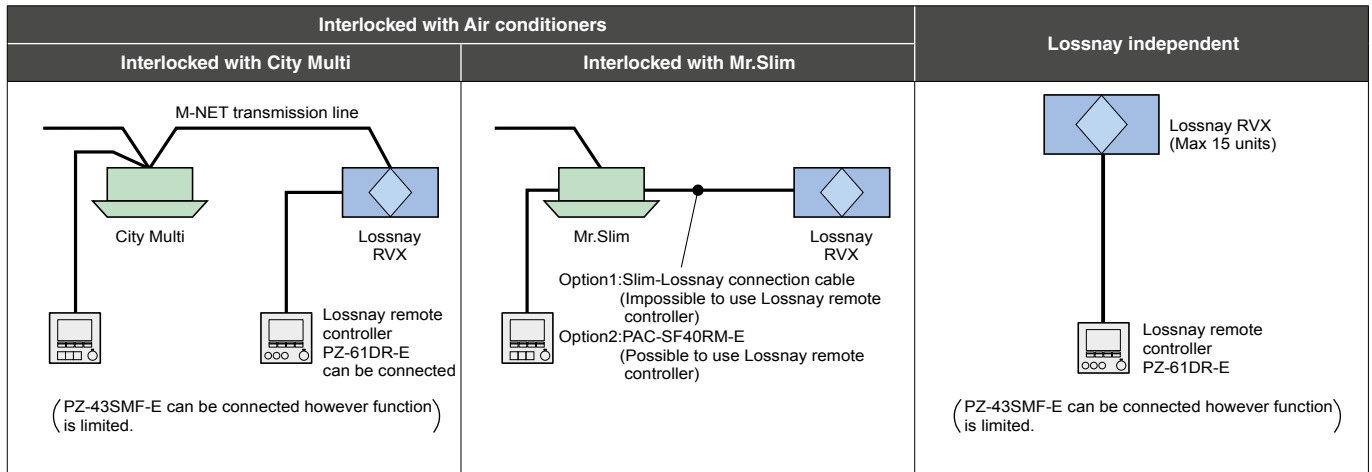 Interlocked with Air conditioners
Lossnay independent
Interlocked with City Multi
Interlocked with Mr.Slim
M-NET transmission line
City Multi
Lossnay
RVX
Lossnay remote
controller
PZ-61DR-E
can be connected
(PZ-43SMF-E can be connected however function
is limited.)
Mr.Slim
Lossnay
RVX
Option1:Slim-Lossnay connection cable
(Impossible to use Lossnay remote
controller)
Option2:PAC-SF40RM-E
(Possible to use Lossnay remote
controller)
Lossnay RVX
(Max 15 units)
Lossnay remote
controller
PZ-61DR-E
(PZ-43SMF-E can be connected however function
is limited.)